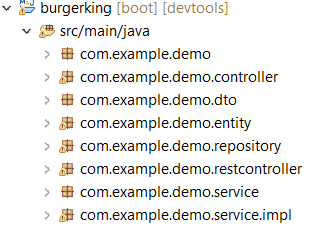 burgerking [boot] [devtools]
src/main/java
com.example.demo
com.example.demo.controller
com.example.demo.dto
com.example.demo.entity
com.example.demo.repository
com.example.demo.restcontroller
com.example.demo.service
com.example.demo.service.impl